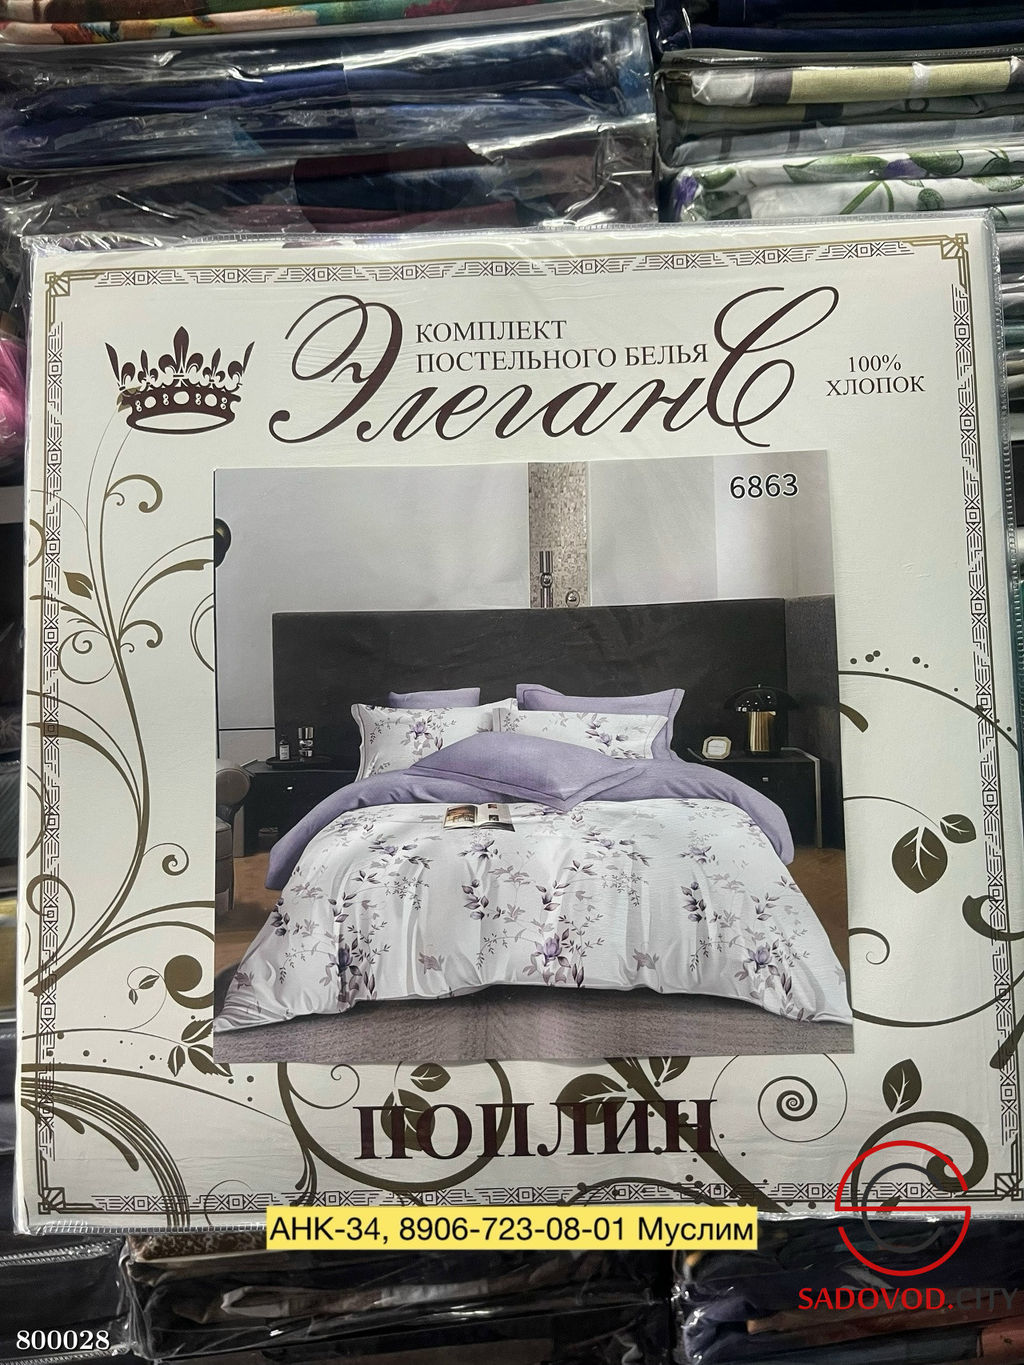 КОМПЛЕКТ
ПОСТЕЛЬНОГО БЕЛЬЯ
ЭлеганС
100%
ХЛОПОК
6863
ПОПЛИН
АНК-34, 8906-723-08-01 Муслим
SADOVOD.CITY
800028